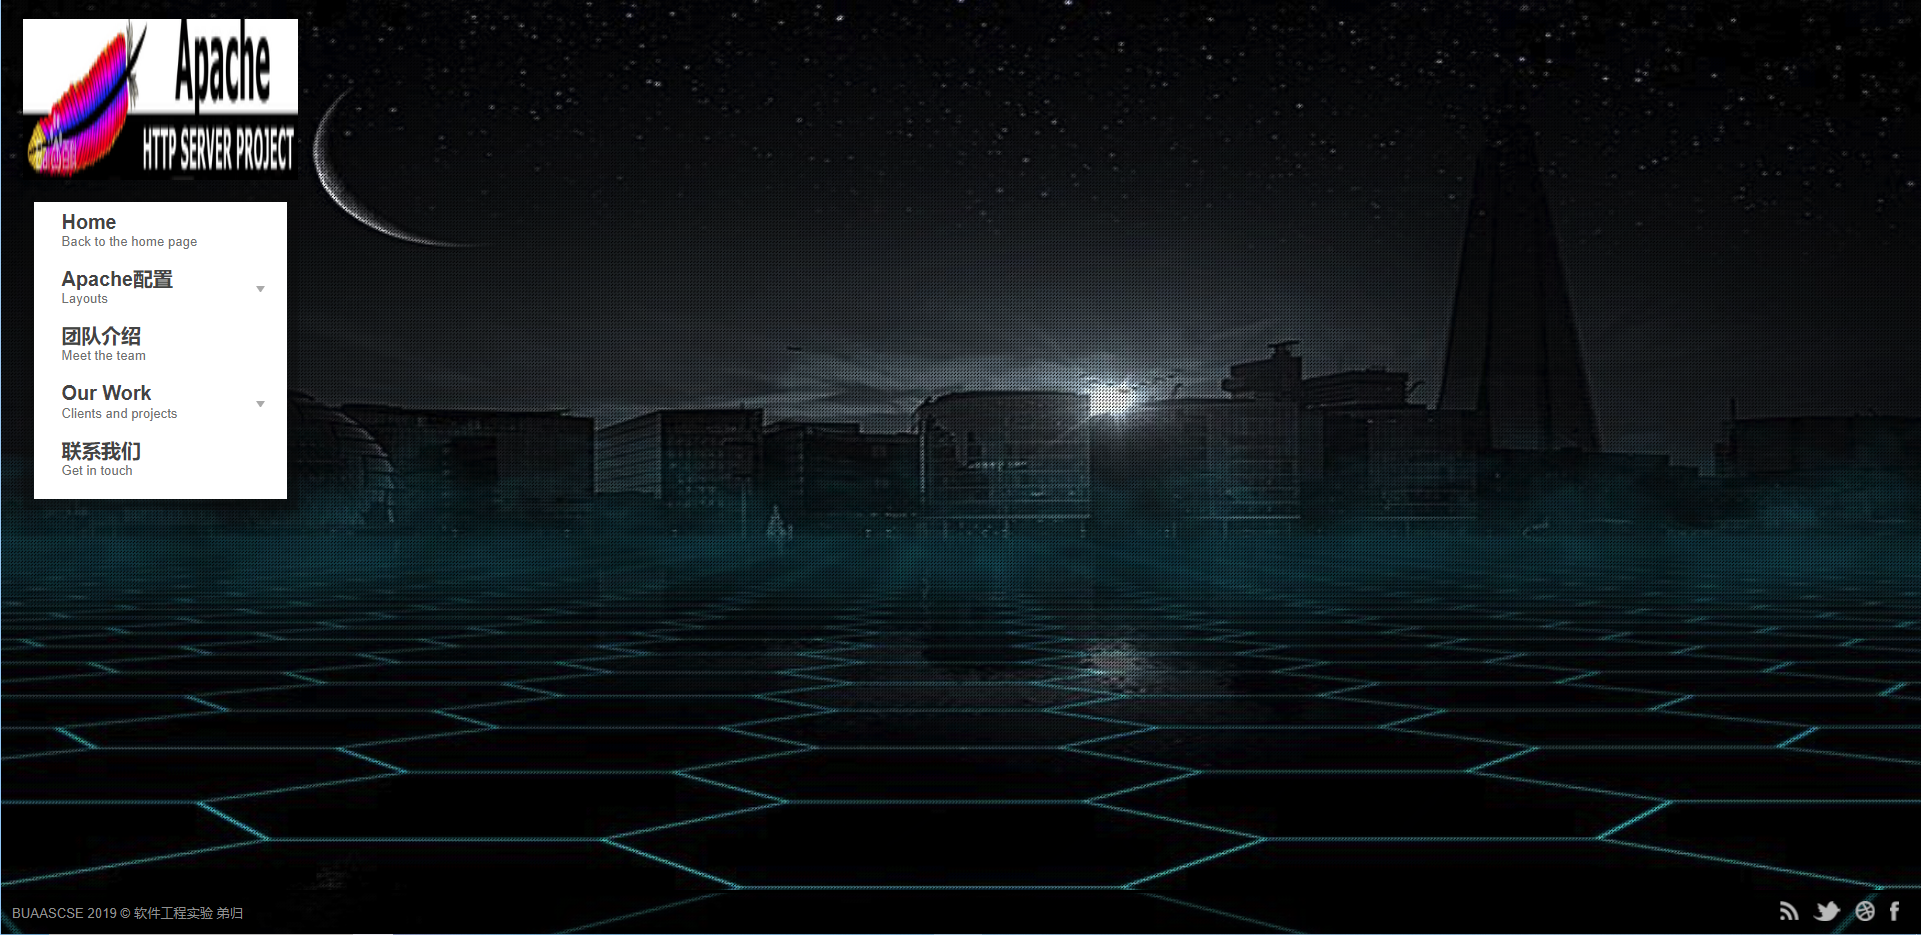 Apache
HTTP SERVER PROJECT
Home
Back to the home page
Apache配置
Layouts
团队介绍
Meet the team
Our Work
Clients and projects
联系我们
Get in touch
BUAASCSE 2019 © 软件工程实验 弟归